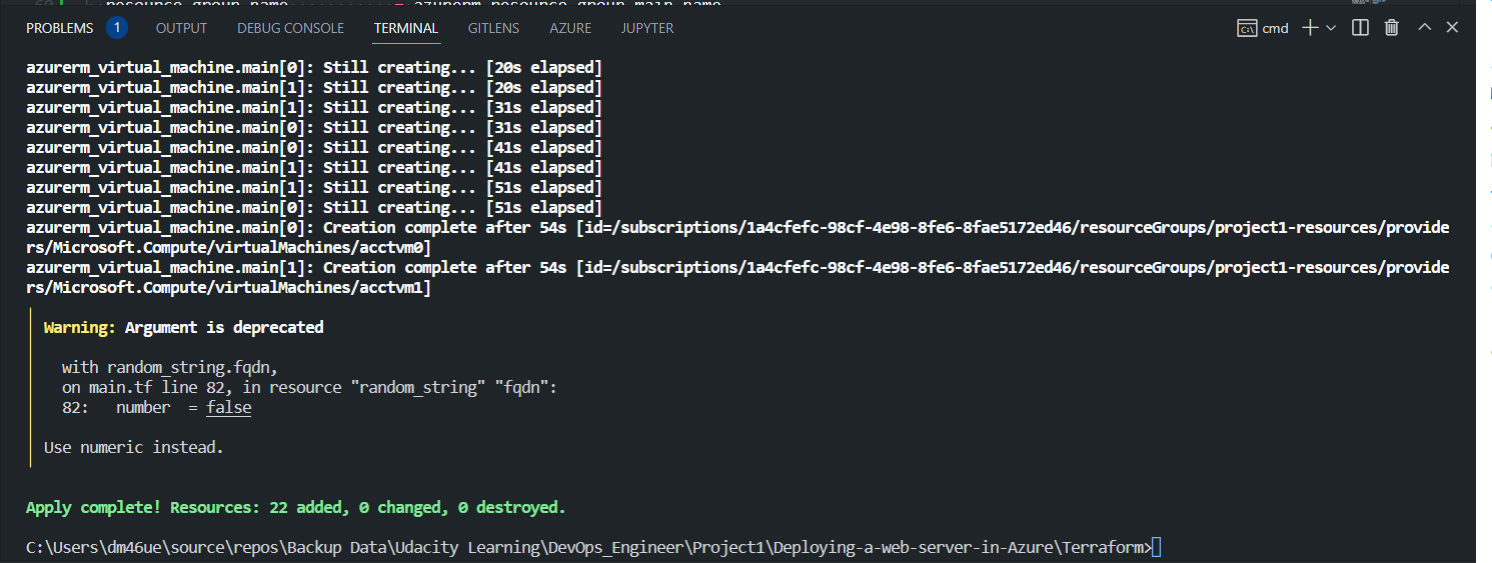 resource_group_name = azurerm_resource_group.main.name
PROBLEMS 1 OUTPUT DEBUG CONSOLE TERMINAL GITLENS AZURE JUPYTER cmd
azurerm_virtual_machine.main[0]: Still creating... [20s elapsed]
azurerm_virtual_machine.main[1]: Still creating... [20s elapsed]
azurerm_virtual_machine.main[1]: Still creating... [31s elapsed]
azurerm_virtual_machine.main[0]: Still creating... [31s elapsed]
azurerm_virtual_machine.main[0]: Still creating... [41s elapsed]
azurerm_virtual_machine.main[1]: Still creating... [41s elapsed]
azurerm_virtual_machine.main[1]: Still creating... [51s elapsed]
azurerm_virtual_machine.main[0]: Still creating... [51s elapsed]
azurerm_virtual_machine.main[0]: Creation complete after 54s [id=/subscriptions/1a4cfefc-98cf-4e98-8fe6-8fae5172ed46/resourceGroups/project1-resources/provide
rs/Microsoft.Compute/virtualMachines/acctvm0]
azurerm_virtual_machine.main[1]: Creation complete after 54s [id=/subscriptions/1a4cfefc-98cf-4e98-8fe6-8fae5172ed46/resourceGroups/project1-resources/provide
rs/Microsoft.Compute/virtualMachines/acctvm1]
Warning: Argument is deprecated
with random_string.fqdn,
on main.tf line 82, in resource "random_string" "fqdn":
82: number = false
Use numeric instead.
Apply complete! Resources: 22 added, 0 changed, 0 destroyed.
C:\Users\dm46ue\source\repos\Backup Data\Udacity Learning\DevOps_Engineer\Project1\Deploying-a-web-server-in-Azure\Terraform>